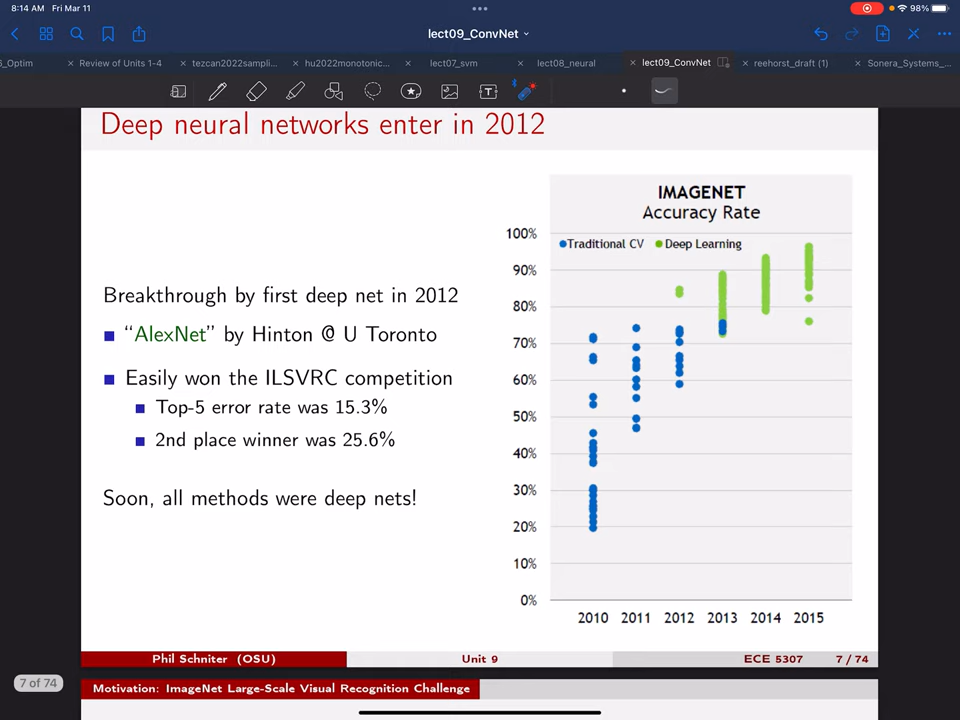 8:14 AM Fri Mar 11
98%
lect09_ConvNet
Review of Units 1-4
tezcan2022sampli...
hu2022monotonic...
lect07_svm
lect08_neural
lect09_ConvNet
reehorst_draft (1)
Sonera_Systems_...
Deep neural networks enter in 2012
Breakthrough by first deep net in 2012
"AlexNet" by Hinton @ U Toronto
Easily won the ILSVRC competition
Top-5 error rate was 15.3%
2nd place winner was 25.6%
Soon, all methods were deep nets!
IMAGENET
Accuracy Rate
Traditional CV
Deep Learning
100%
90%
80%
70%
60%
50%
40%
30%
20%
10%
0%
2010 2011 2012 2013 2014 2015
Phil Schniter (OSU) Unit 9 ECE 5307 7 / 74
7 of 74
Motivation: ImageNet Large-Scale Visual Recognition Challenge